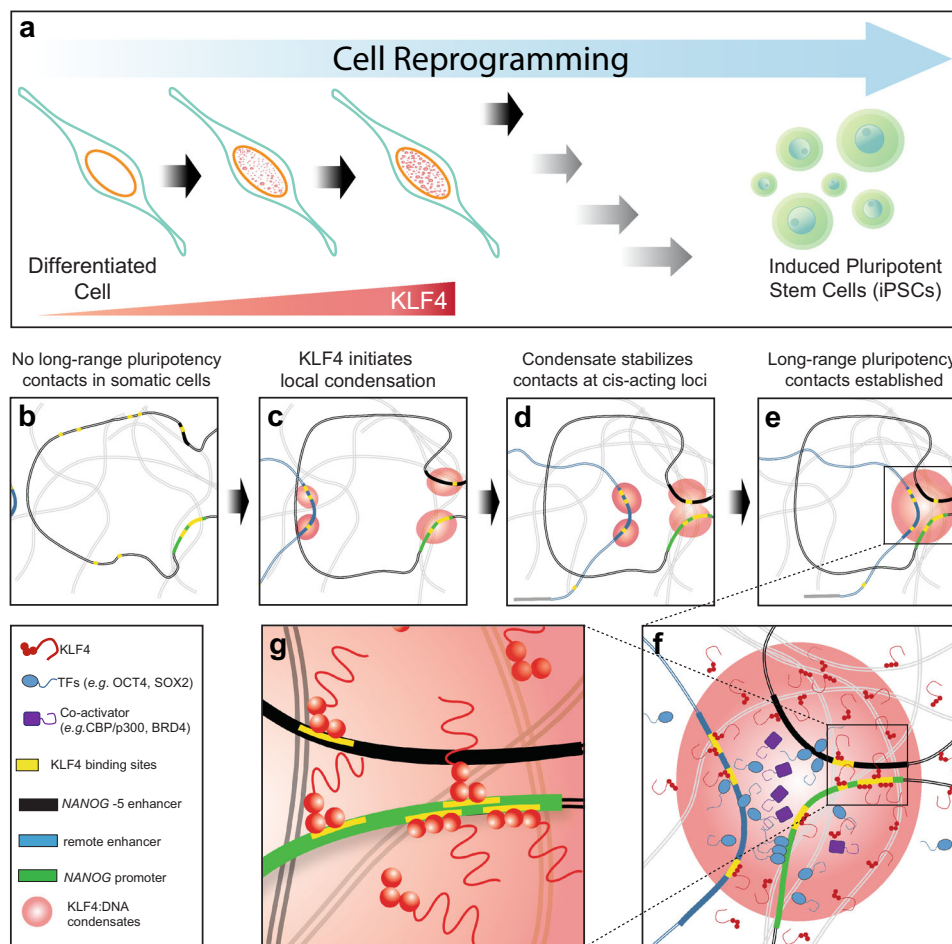 a
Cell Reprogramming
Differentiated
Cell
KLF4
Induced Pluripotent
Stem Cells (iPSCs)
No long-range pluripotency
contacts in somatic cells
KLF4 initiates
local condensation
Condensate stabilizes
contacts at cis-acting loci
Long-range pluripotency
contacts established
b
c
d
e
KLF4
TFs (e.g. OCT4, SOX2)
Co-activator
(e.g.CBP/p300, BRD4)
KLF4 binding sites
NANOG -5 enhancer
remote enhancer
NANOG promoter
KLF4:DNA
condensates
g
f